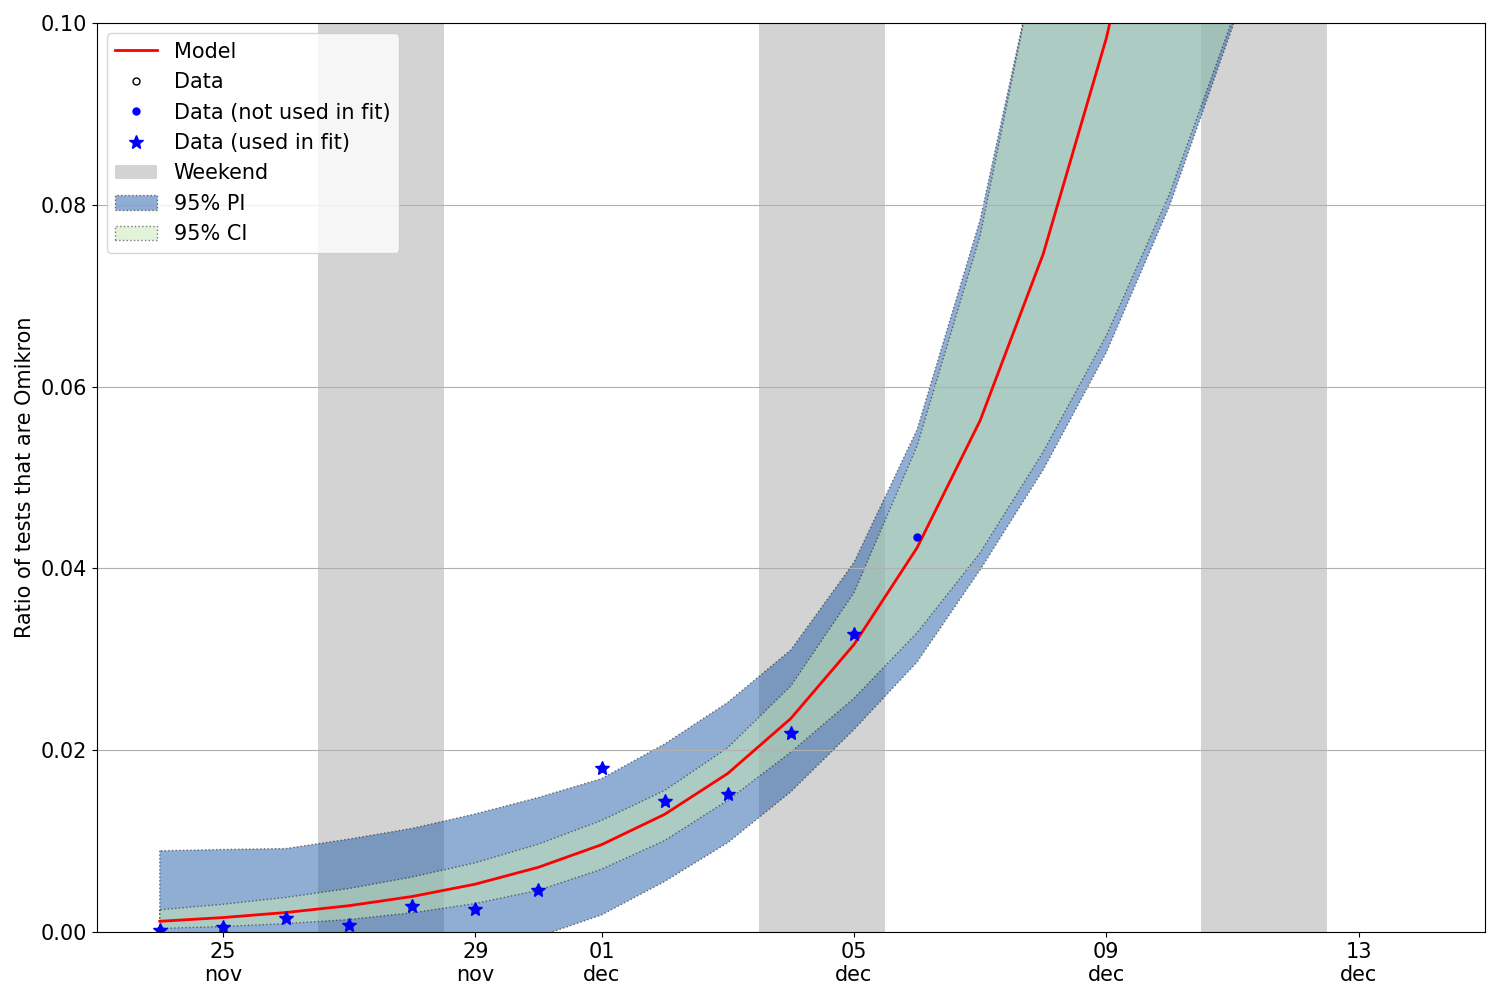 0.10
0.08
0.06
0.04
0.02
0.00
Ratio of tests that are Omikron
Model
Data
Data (not used in fit)
Data (used in fit)
Weekend
95% PI
95% CI
25 29 01 05 09 13
nov nov dec dec dec dec